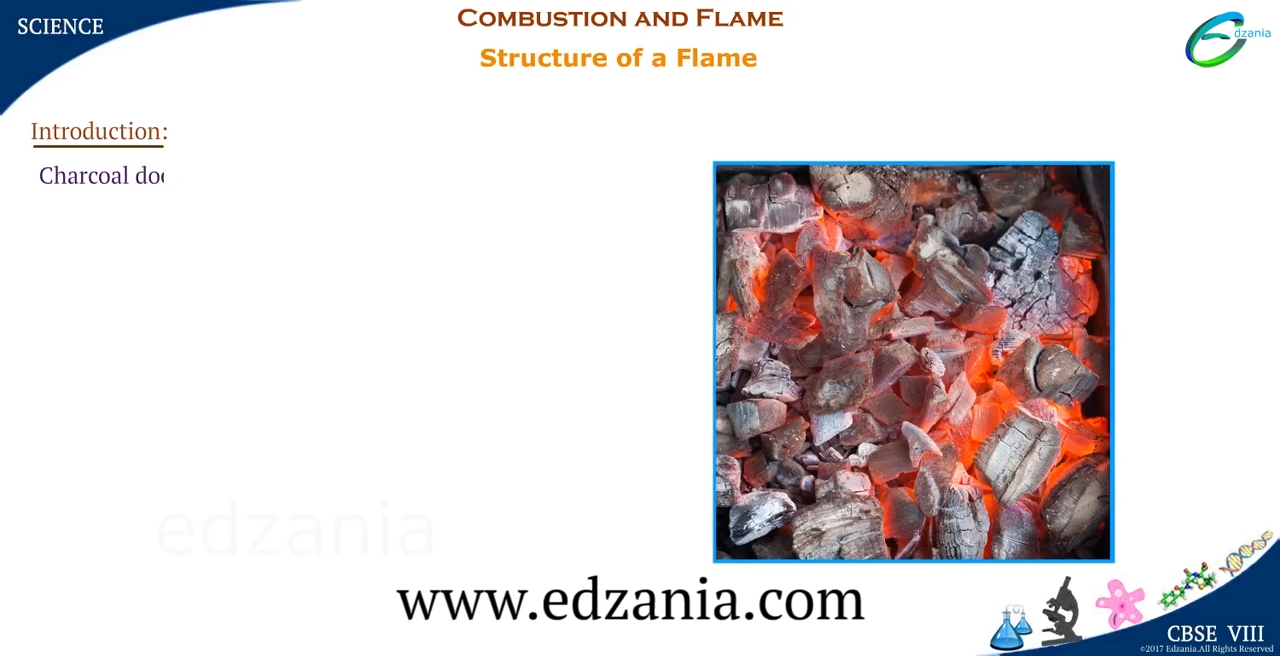 SCIENCE
COMBUSTION AND FLAME
Structure of a Flame
dzania
Introduction:
Charcoal
edzania
www.edzania.com
CBSE VIII
©2017 Edzania.All Rights Reserved